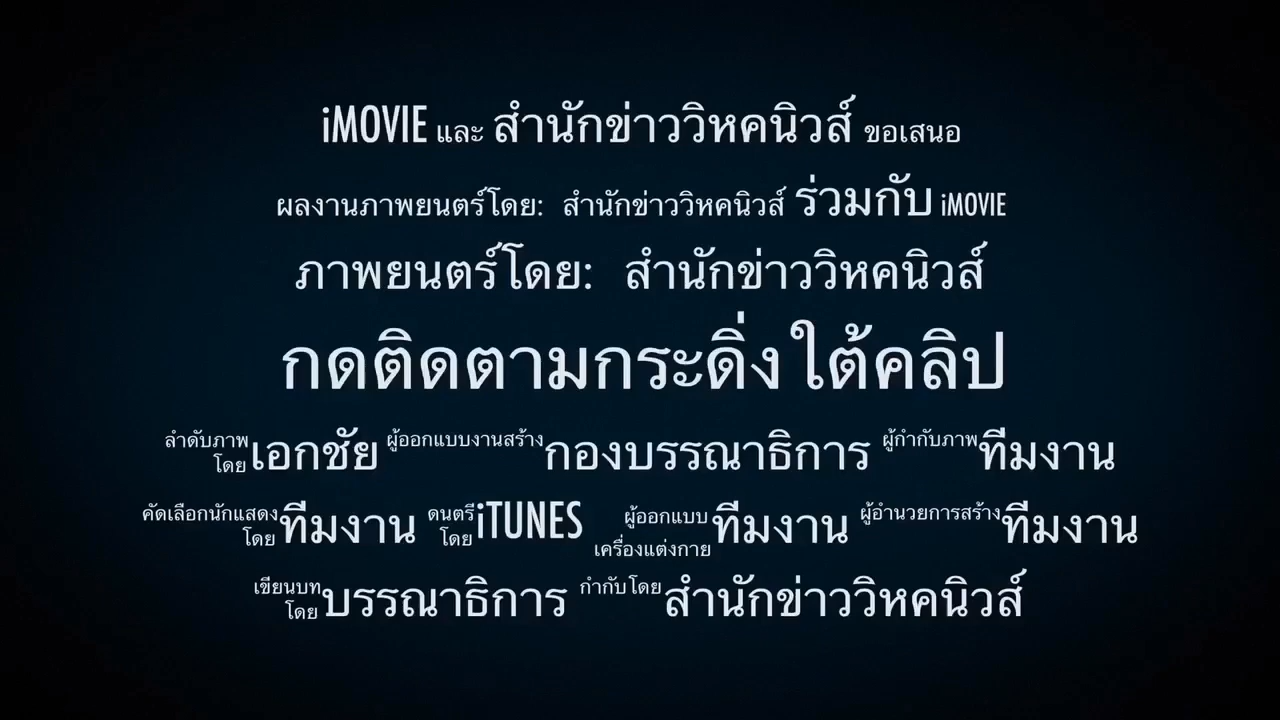 iMOVIE และ สำนักข่าววิหคนิวส์ ขอเสนอ
ผลงานภาพยนตร์โดย: สำนักข่าววิหคนิวส์ ร่วมกับ iMOVIE
ภาพยนตร์โดย: สำนักข่าววิหคนิวส์
กดติดตามกระดิ่ง ใต้คลิป
ลำดับภาพโดย เอกชัย ผู้ออกแบบงานสร้าง กองบรรณาธิการ ผู้กำกับภาพ ทีมงาน
คัดเลือกนักแสดงโดย ทีมงาน ดนตรีโดย iTUNES ผู้ออกแบบเครื่องแต่งกาย ทีมงาน ผู้อำนวยการสร้าง ทีมงาน
เขียนบทโดย บรรณาธิการ กำกับโดย สำนักข่าววิหคนิวส์